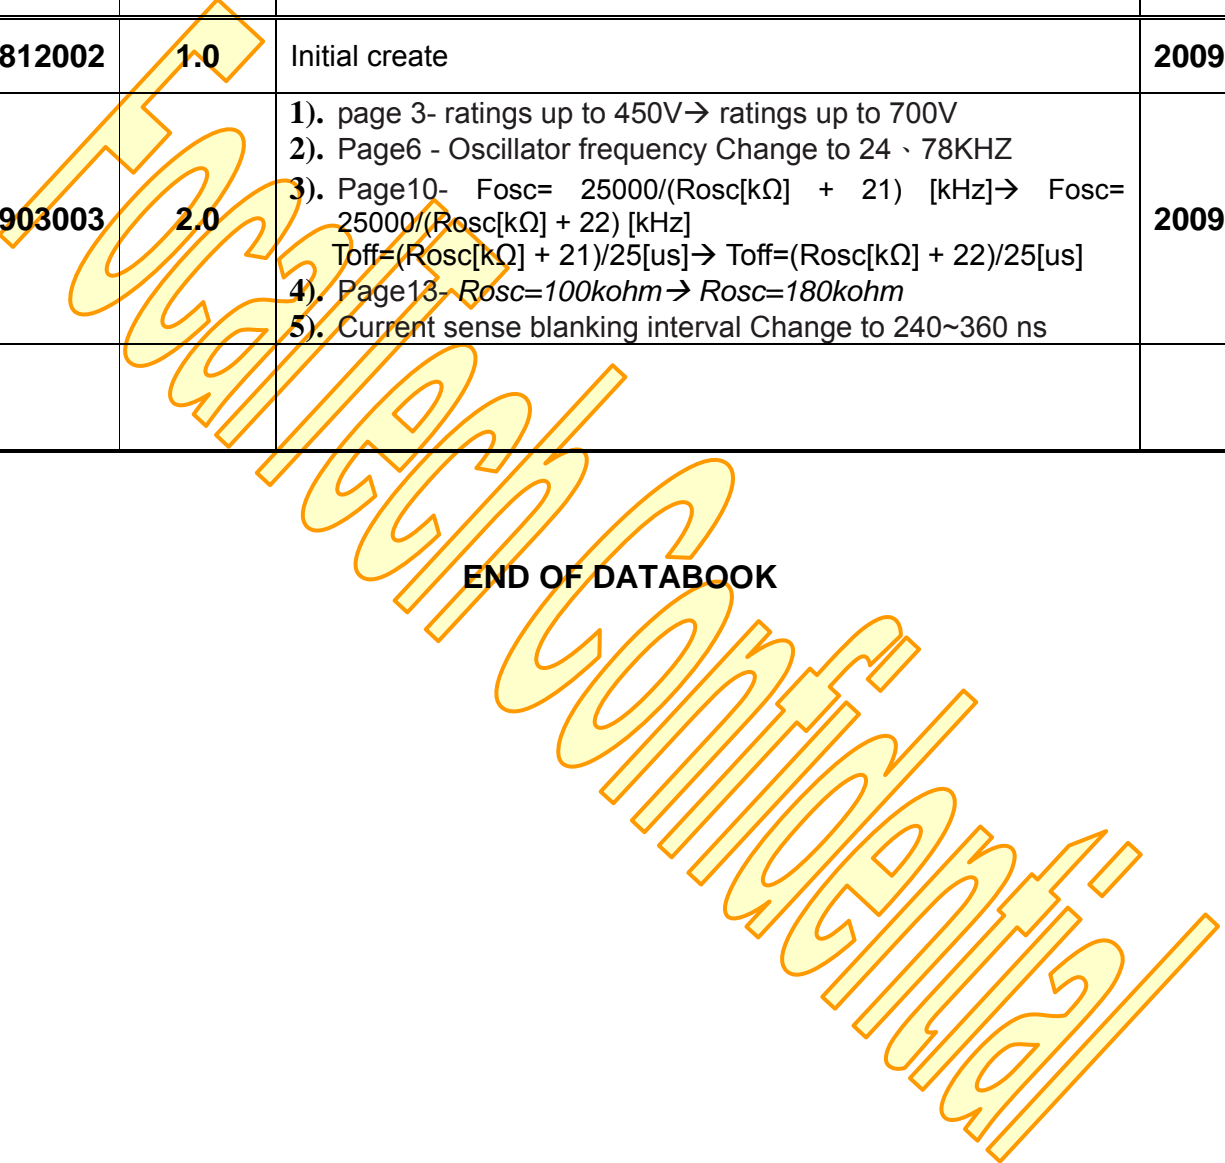 812002 1.0 Initial create 2009
1). page 3- ratings up to 450V→ ratings up to 700V
2). Page6 - Oscillator frequency Change to 24、78KHZ
3). Page10- Fosc= 25000/(Rosc[kΩ] + 21) [kHz]→ Fosc=
903003 2.0 25000/(Rosc[kΩ] + 22) [kHz] 2009
Toff=(Rosc[kΩ] + 21)/25[us]→ Toff=(Rosc[kΩ] + 22)/25[us]
4). Page13- Rosc=100kohm→ Rosc=180kohm
5). Current sense blanking interval Change to 240~360 ns
END OF DATABOOK
FocalTech Confidential